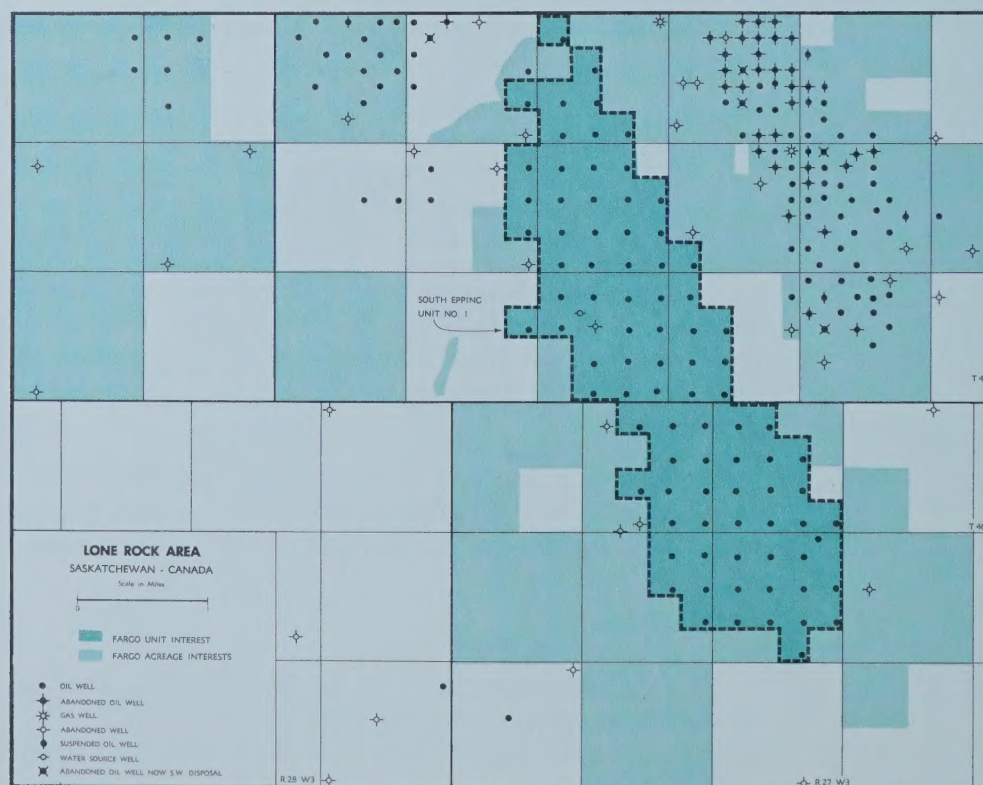 SOUTH EPPING
UNIT NO. 1
T 4
T 48
LONE ROCK AREA
SASKATCHEWAN - CANADA
Scale in Miles
0 1
FARGO UNIT INTEREST
FARGO ACREAGE INTERESTS
OIL WELL
ABANDONED OIL WELL
GAS WELL
ABANDONED WELL
SUSPENDED OIL WELL
WATER SOURCE WELL
ABANDONED OIL WELL NOW S.W. DISPOSAL
R 28 W3
R 27 W3